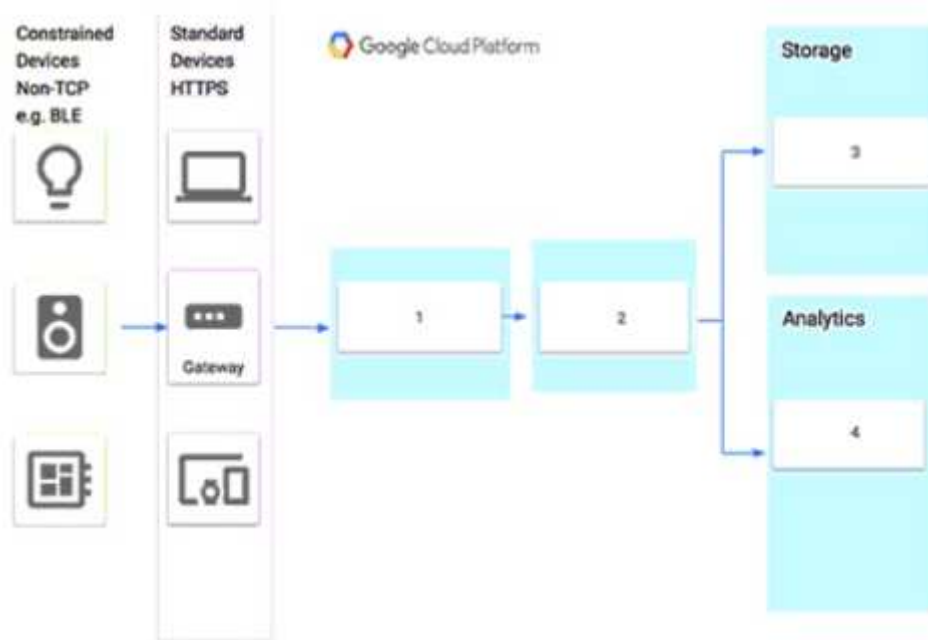 Constrained
Devices
Non-TCP
e.g. BLE
Standard
Devices
HTTPS
Google Cloud Platform
Storage
3
1
2
Gateway
Analytics
4